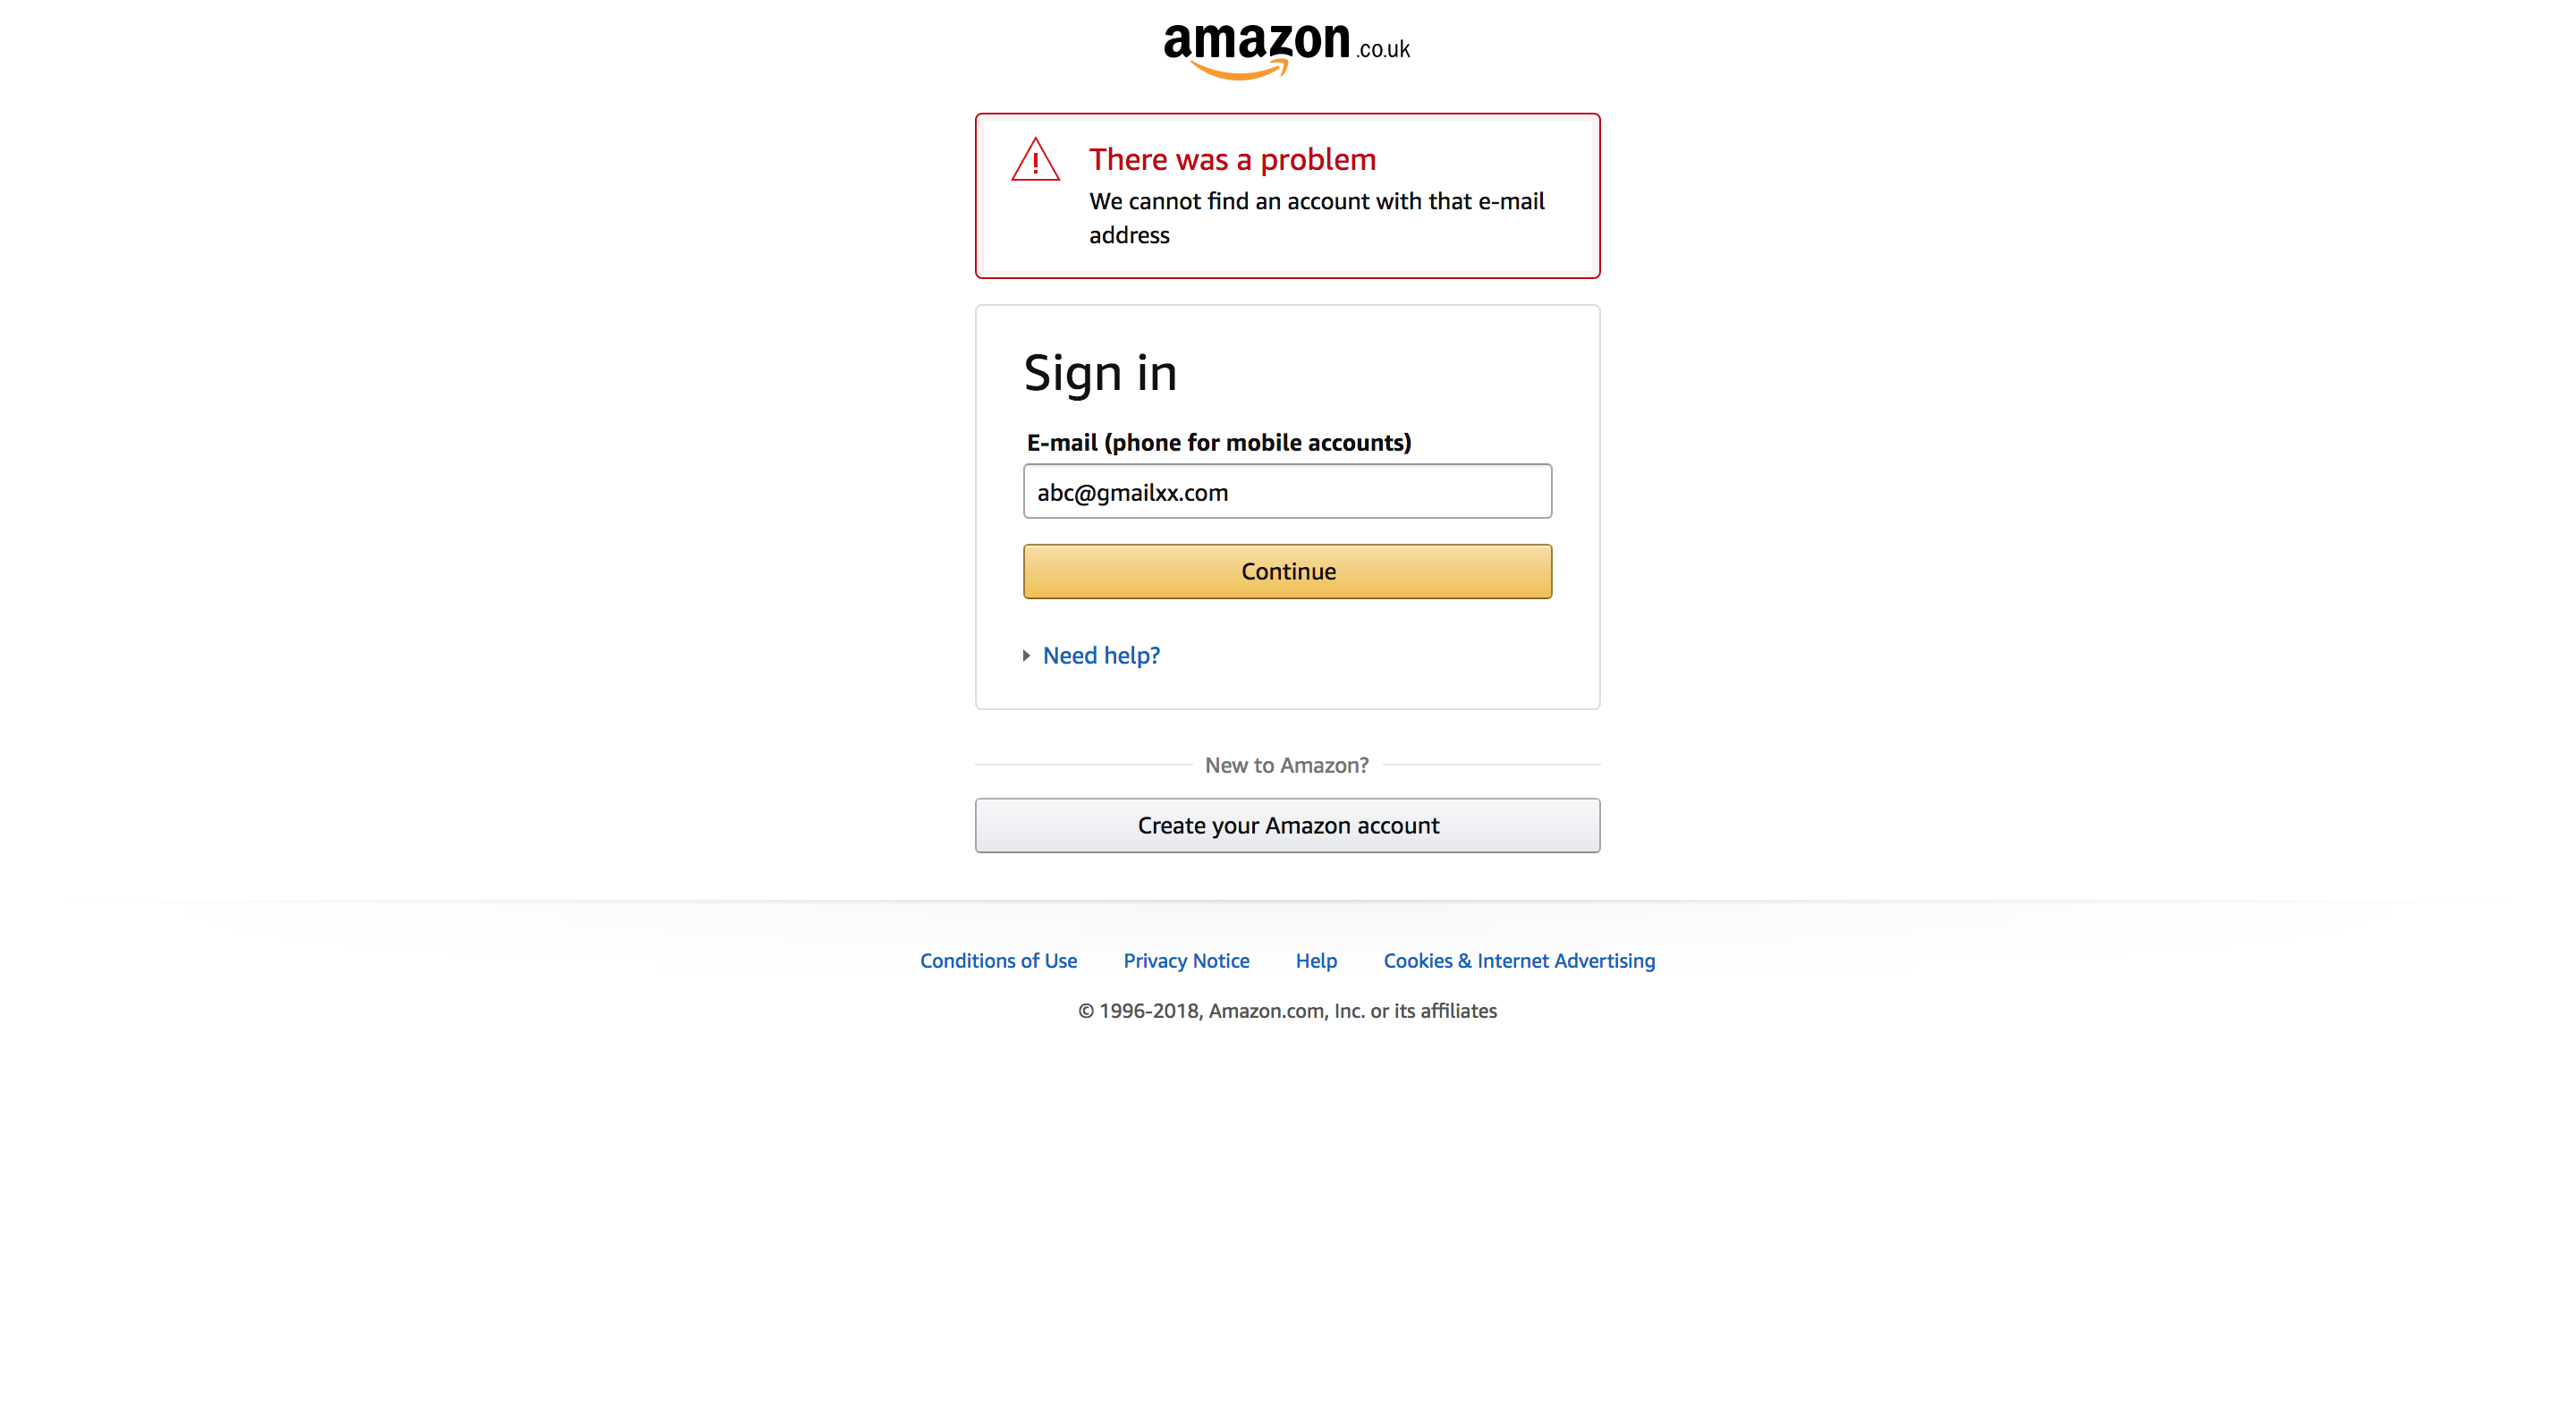 amazon.co.uk
There was a problem
We cannot find an account with that e-mail
address
Sign in
E-mail (phone for mobile accounts)
abc@gmailxx.com
Continue
Need help?
New to Amazon?
Create your Amazon account
Conditions of Use Privacy Notice Help Cookies & Internet Advertising
© 1996-2018, Amazon.com, Inc. or its affiliates